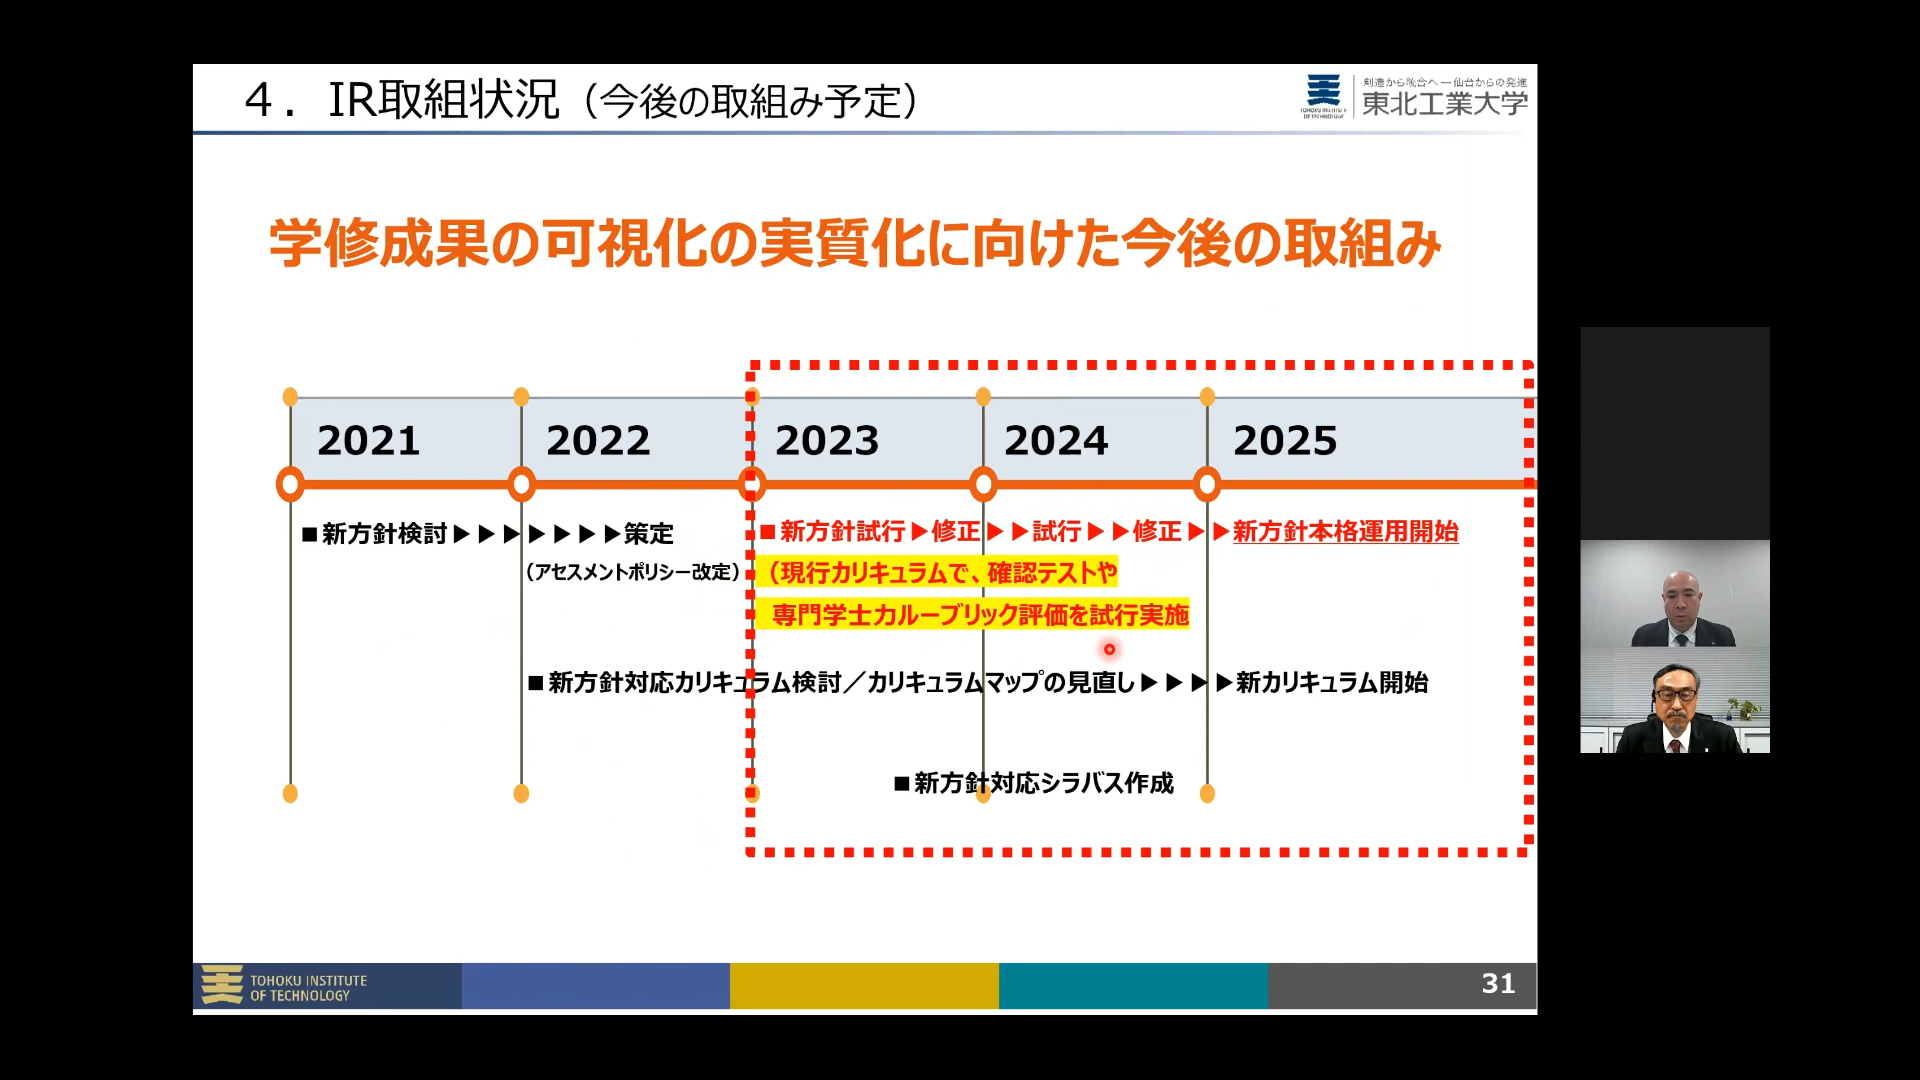 4．IR取組状況（今後の取組み予定）
創造から統合へ ー仙台からの発進
東北工業大学
TOHOKU INSTITUTE
OF TECHNOLOGY
学修成果の可視化の実質化に向けた今後の取組み
2021 2022 2023 2024 2025
■新方針検討▶▶▶▶▶▶▶策定
（アセスメントポリシー改定）
■新方針試行▶修正▶▶試行▶▶修正▶▶新方針本格運用開始
（現行カリキュラムで、確認テストや
専門学士力ルーブリック評価を試行実施
■新方針対応カリキュラム検討／カリキュラムマップの見直し▶▶▶▶新カリキュラム開始
■新方針対応シラバス作成
TOHOKU INSTITUTE
OF TECHNOLOGY
31